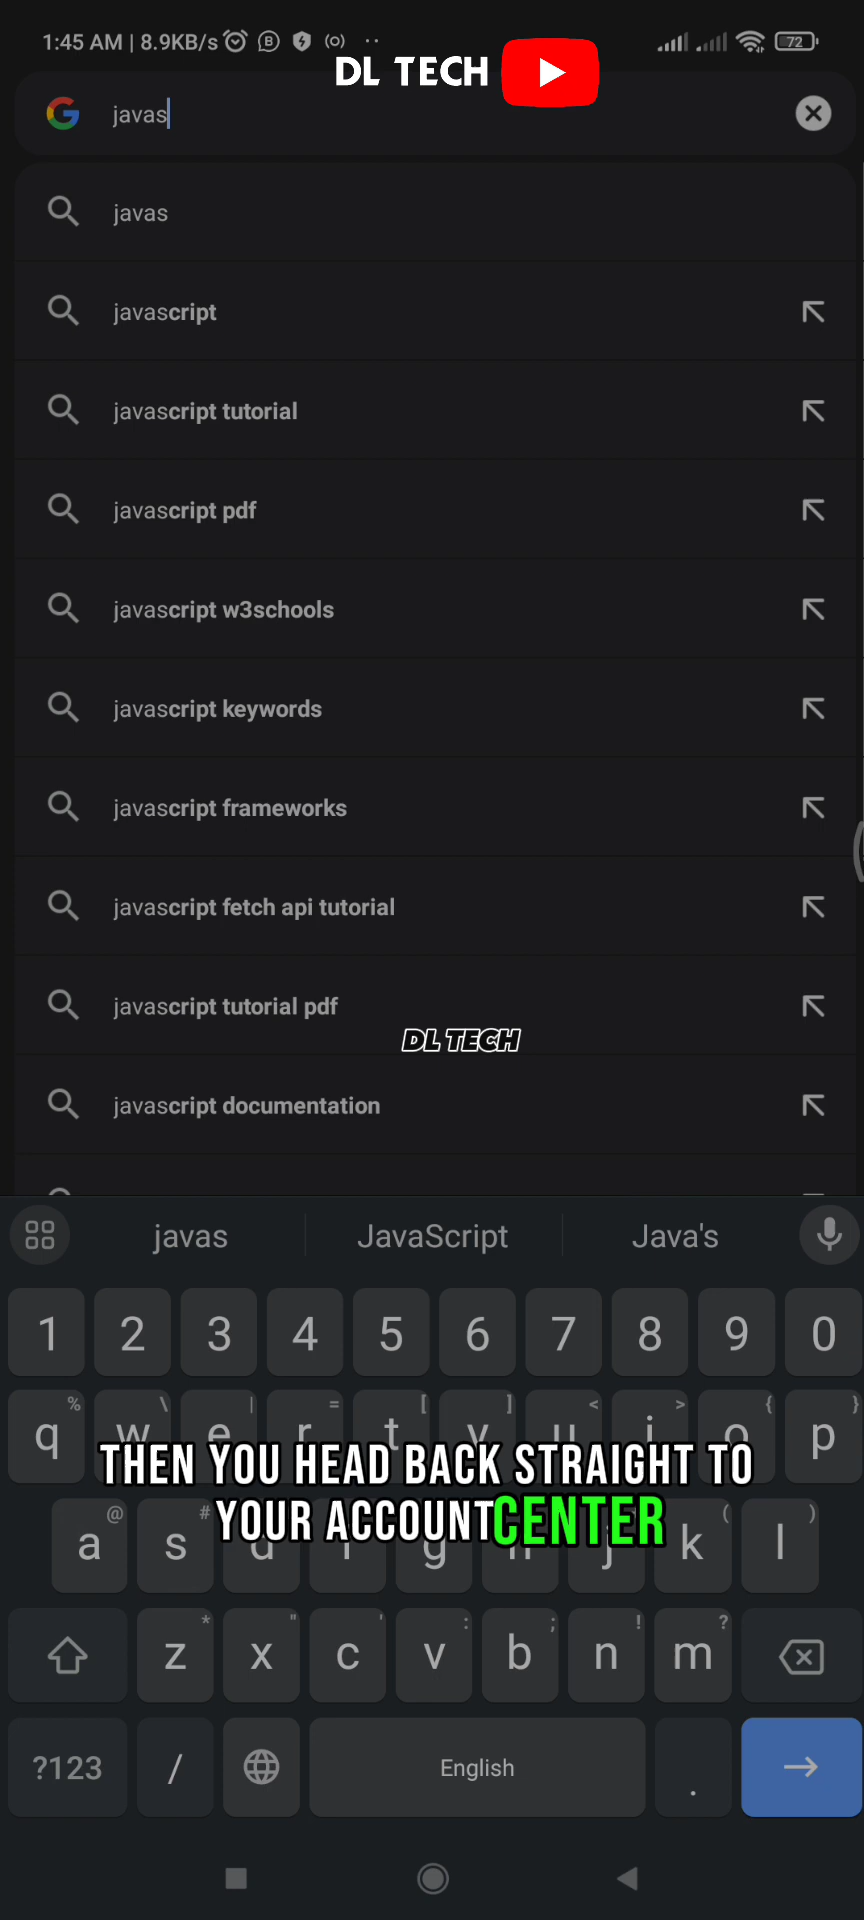 1:45 AM | 8.9KB/s
72
DL TECH
javas
javas
javascript
javascript tutorial
javascript pdf
javascript w3schools
javascript keywords
javascript frameworks
javascript fetch api tutorial
javascript tutorial pdf
DL TECH
javascript documentation
javas JavaScript Java's
1 2 3 4 5 6 7 8 9 0
% \ | = [ ] < > { }
q w e r t y u i o p
THEN YOU HEAD BACK STRAIGHT TO
YOUR ACCOUNT CENTER
@ # ( )
a s d f g h j k l
* " ' : ; ! ?
z x c v b n m
?123 / English .